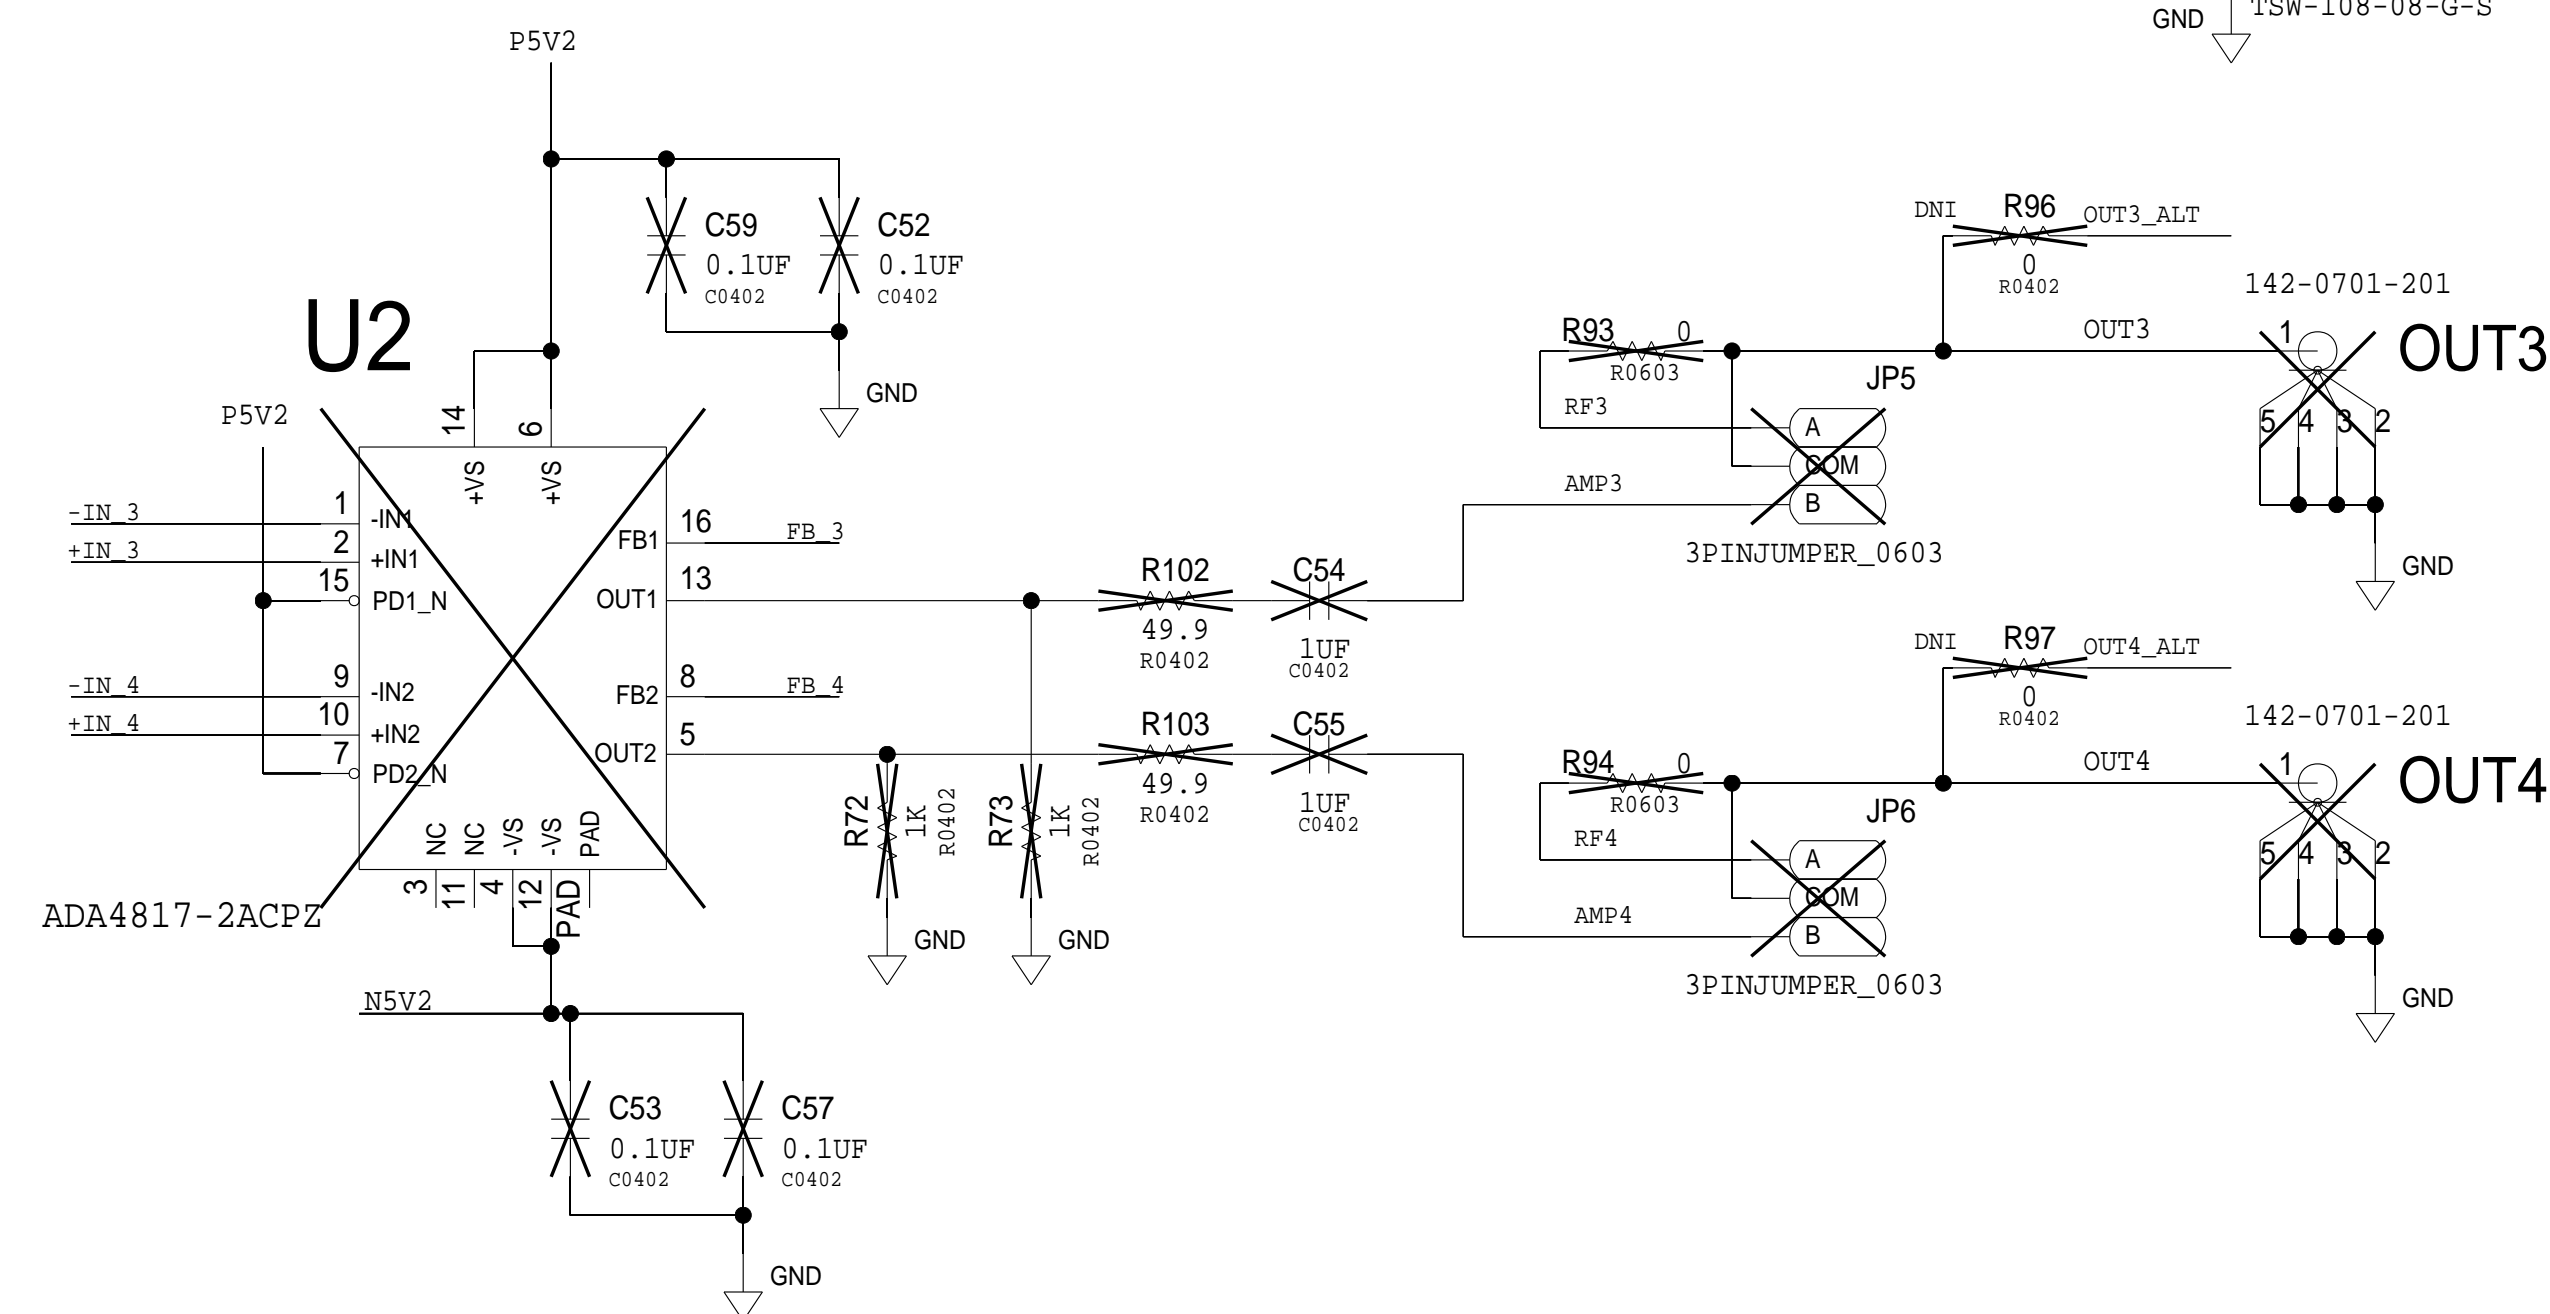 GND
TSW-108-08-G-S
P5V2
C59
0.1UF
C0402
C52
0.1UF
C0402
GND
U2
P5V2
14
6
+VS
+VS
-IN_3
1
-IN1
+IN_3
2
+IN1
15
PD1_N
-IN_4
9
-IN2
+IN_4
10
+IN2
7
PD2_N
FB1
16
FB_3
OUT1
13
FB2
8
FB_4
OUT2
5
NC
NC
-VS
-VS
PAD
3
11
4
12
PAD
ADA4817-2ACPZ
N5V2
C53
0.1UF
C0402
C57
0.1UF
C0402
GND
R72
1K
R0402
GND
R73
1K
R0402
GND
R102
49.9
R0402
C54
1UF
C0402
R103
49.9
R0402
C55
1UF
C0402
R93
0
R0603
RF3
AMP3
JP5
A
COM
B
3PINJUMPER_0603
DNI
R96
OUT3_ALT
0
R0402
OUT3
142-0701-201
1
OUT3
5
4
3
2
GND
R94
0
R0603
RF4
AMP4
JP6
A
COM
B
3PINJUMPER_0603
DNI
R97
OUT4_ALT
0
R0402
OUT4
142-0701-201
1
OUT4
5
4
3
2
GND